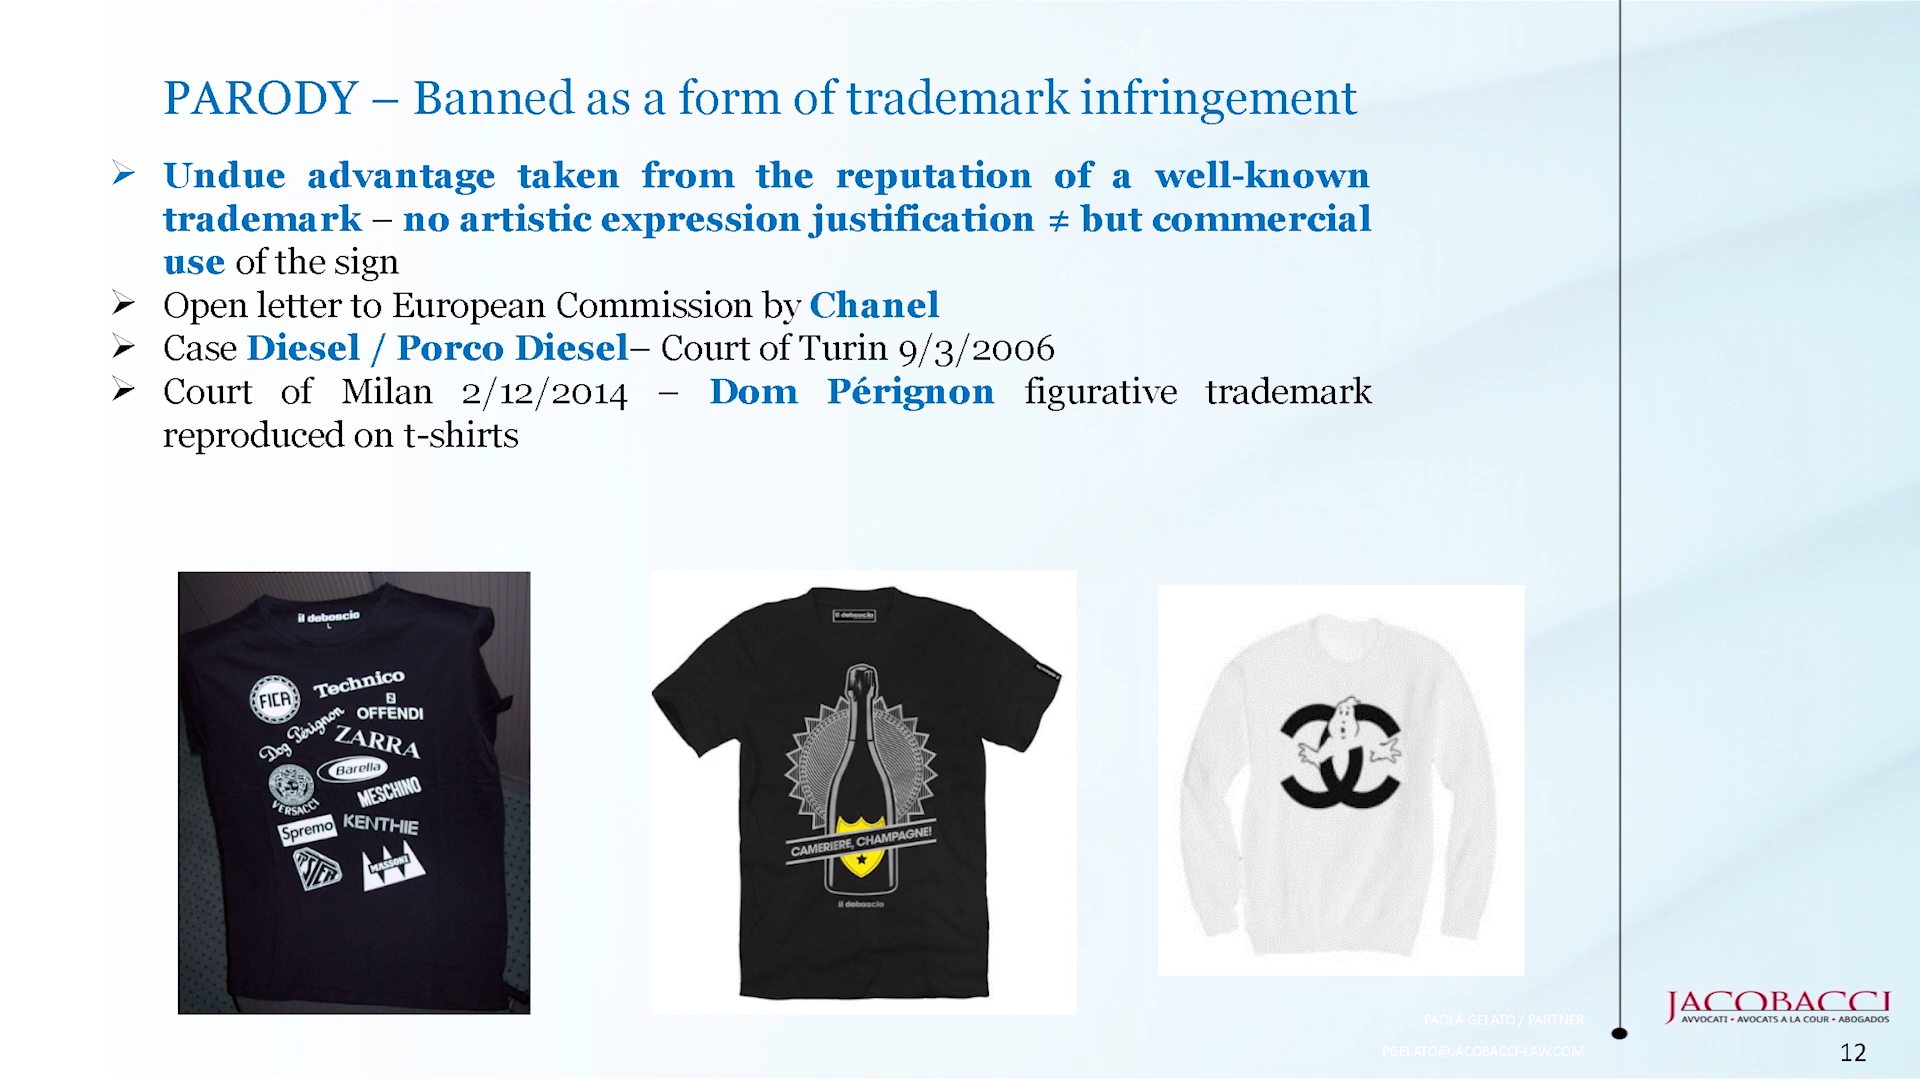 PARODY – Banned as a form of trademark infringement
➢ Undue advantage taken from the reputation of a well-known
trademark – no artistic expression justification ≠ but commercial
use of the sign
➢ Open letter to European Commission by Chanel
➢ Case Diesel / Porco Diesel– Court of Turin 9/3/2006
➢ Court of Milan 2/12/2014 – Dom Pérignon figurative trademark
reproduced on t-shirts
il deboscio
L
FICA
Technico
OFFENDI
Dog Pérignon
ZARRA
Barella
VERSACCI
MESCHINO
Spremo
KENTHIE
MASSONI
il deboscio
CAMERIERE, CHAMPAGNE!
il deboscio
PAOLA GELATO / PARTNER
PGELATO@JACOBACCI-LAW.COM
JACOBACCI
AVVOCATI • AVOCATS A LA COUR • ABOGADOS
12